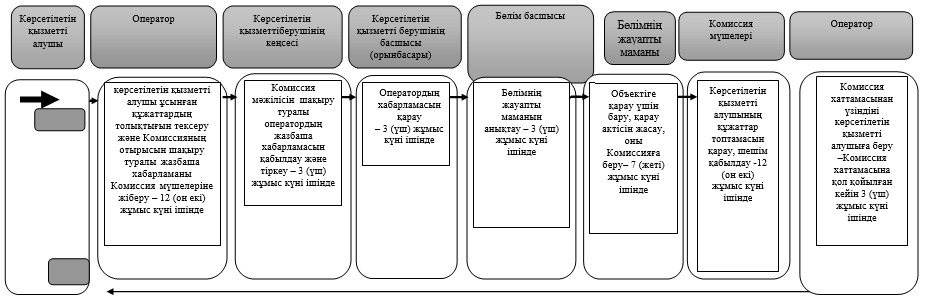 Көрсетілетін
қызметті
алушы
Оператор
Көрсетілетін
қызметтіберушінің
кеңсесі
Көрсетілетін
қызметті берушінің
басшысы
(орынбасары)
Бөлім басшысы
Бөлімнің
жауапты
маманы
Комиссия
мүшелері
Оператор
көрсетілетін қызметті
алушы ұсынған
құжаттардың
толықтығын тексеру
және Комиссияның
отырысын шақыру
туралы жазбаша
хабарламаны
Комиссия мүшелеріне
жіберу – 12 (он екі)
жұмыс күні ішінде
Комиссия
мәжілісін шақыру
туралы
оператордың
жазбаша
хабарламасын
қабылдау және
тіркеу – 3 (үш)
жұмыс күні ішінде
Оператордың
хабарламасын
қарау
– 3 (үш) жұмыс
күні ішінде
Бөлімнің
жауапты
маманын
анықтау – 3 (үш)
жұмыс күні
ішінде
Объектіге
қарау үшін
бару, қарау
актісін жасау,
оны
Комиссияға
беру– 7 (жеті)
жұмыс күні
ішінде
Көрсетілетін
қызметті
алушының
құжаттар
топтамасын
қарау, шешім
қабылдау -12
(он екі)
жұмыс күні
ішінде
Комиссия
хаттамасынан
үзіндіні
көрсетілетін
қызметті
алушыға беру
–Комиссия
хаттамасына
қол қойылған
кейін 3 (үш)
жұмыс күні
ішінде